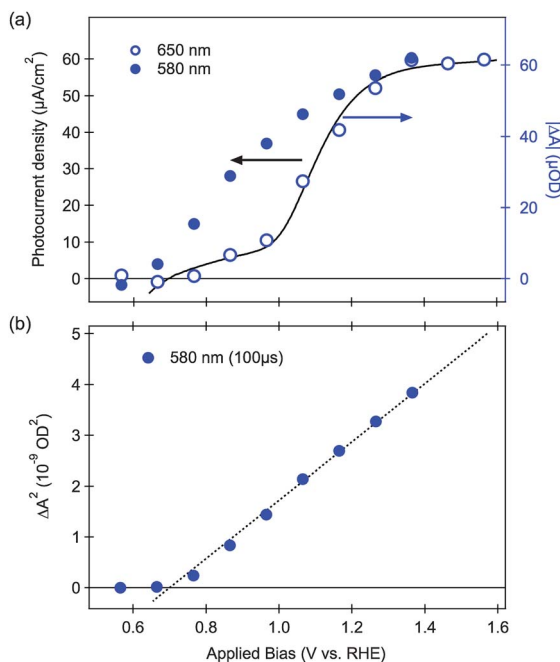 (a)
650 nm
580 nm
Photocurrent density (µA/cm²)
60
50
40
30
20
10
0
60
40
20
0
|ΔA| (µOD)
(b)
580 nm (100µs)
ΔA² (10⁻⁹ OD²)
5
4
3
2
1
0
0.6 0.8 1.0 1.2 1.4 1.6
Applied Bias (V vs. RHE)